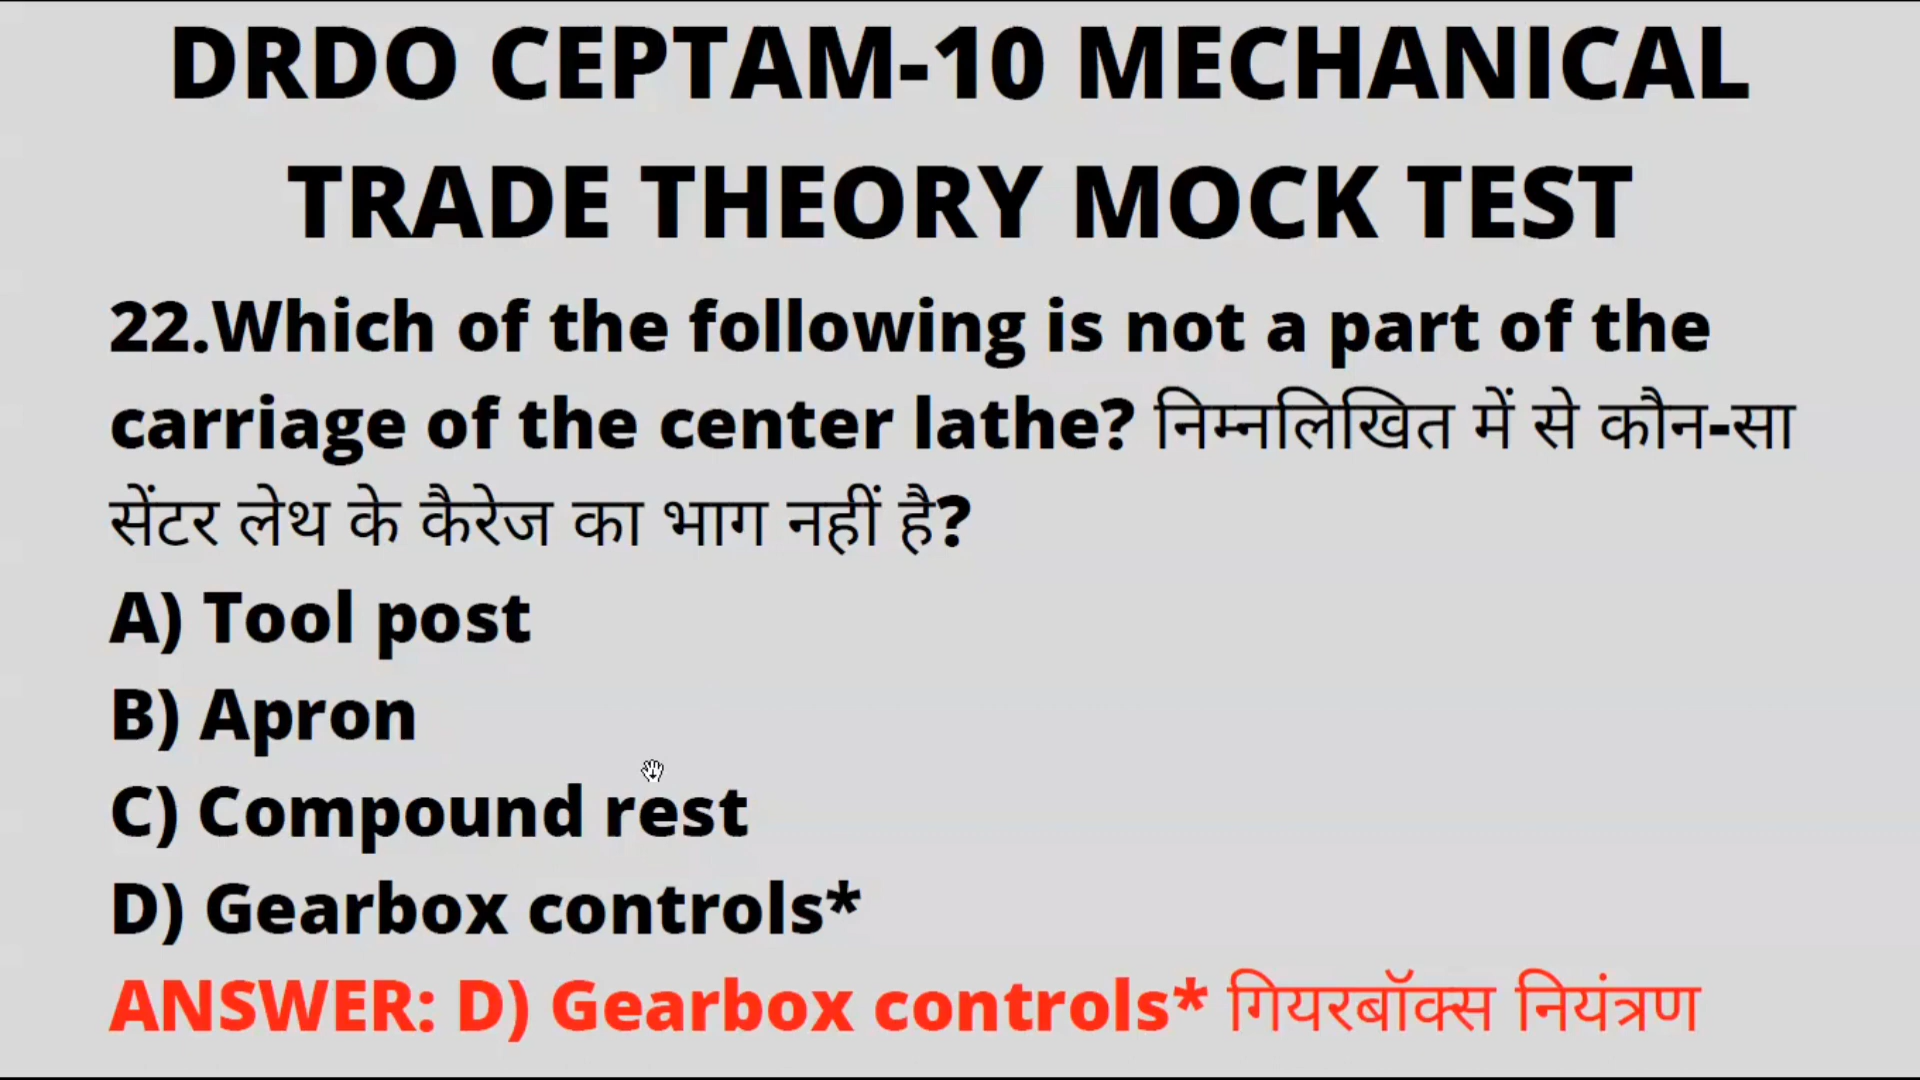 DRDO CEPTAM-10 MECHANICAL
TRADE THEORY MOCK TEST
22.Which of the following is not a part of the
carriage of the center lathe? निम्नलिखित में से कौन-सा
सेंटर लेथ के कैरेज का भाग नहीं है?
A) Tool post
B) Apron
C) Compound rest
D) Gearbox controls*
ANSWER: D) Gearbox controls* गियरबॉक्स नियंत्रण